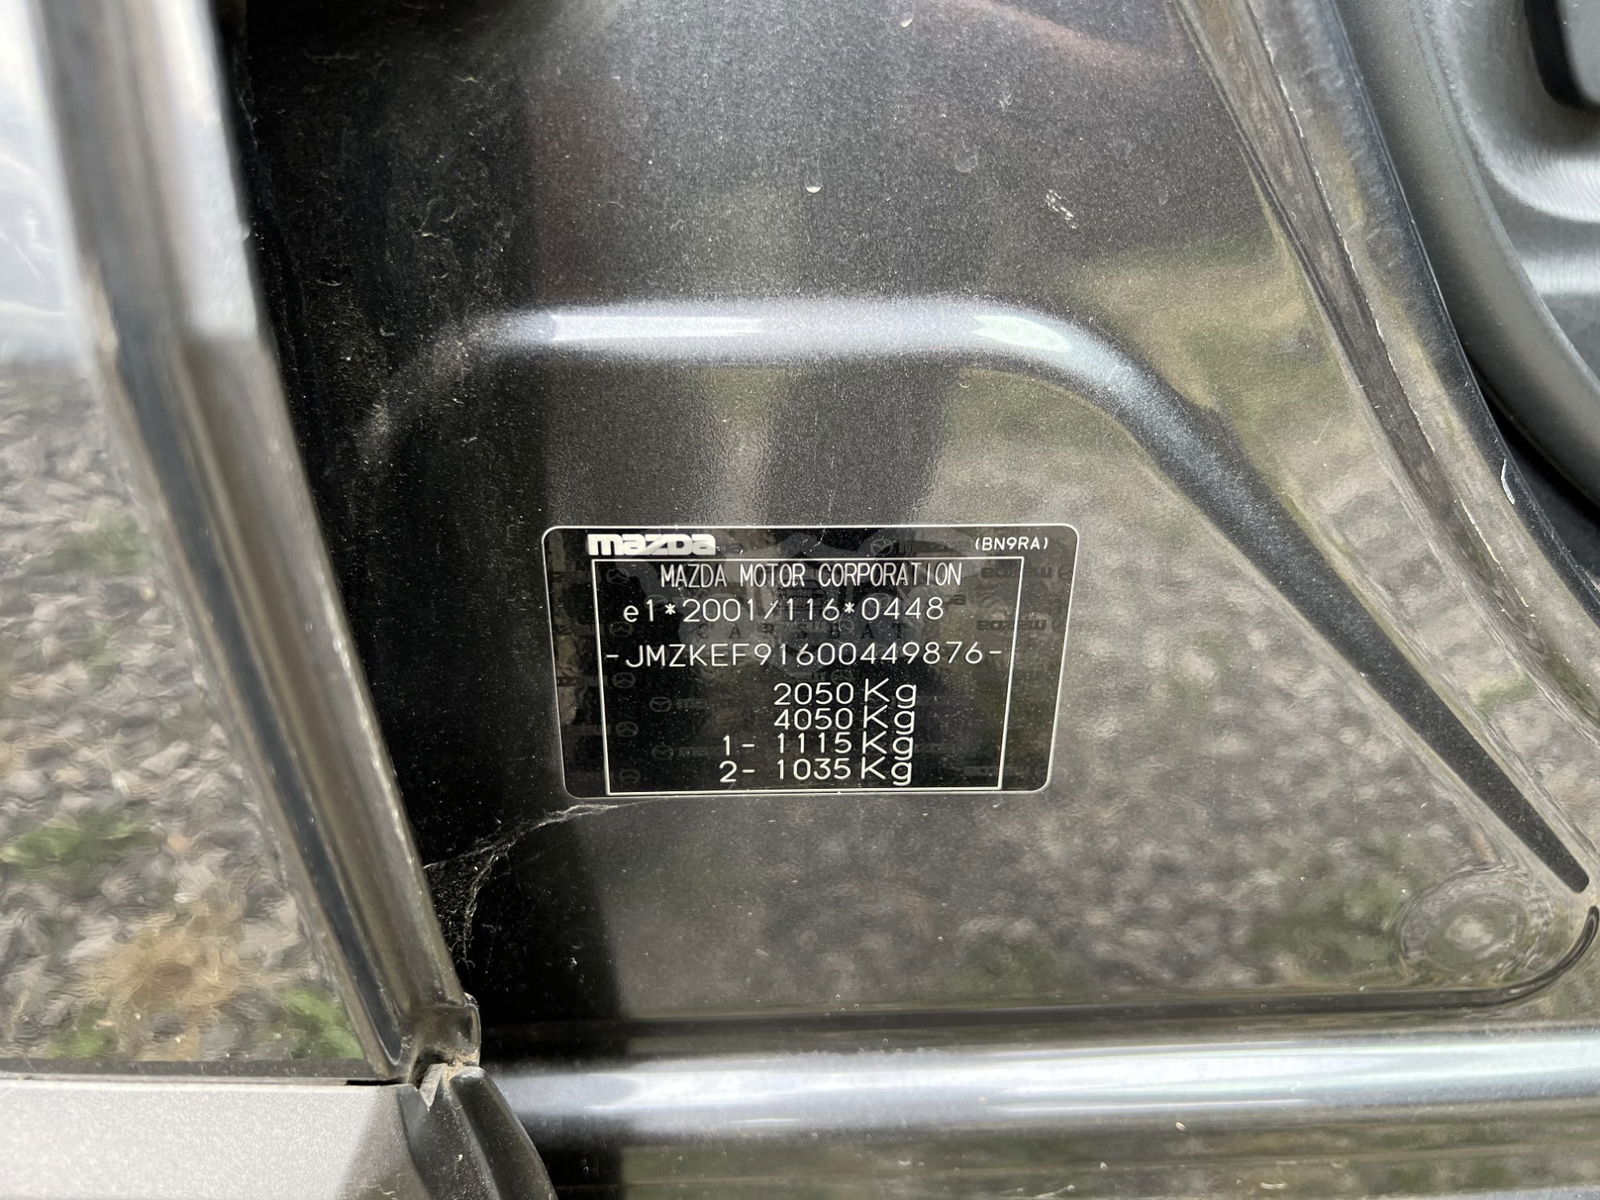 mazda (BN9RA)
MAZDA MOTOR CORPORATION
e1*2001/116*0448
CARSBAT
-JMZKEF91600449876-
2050 Kg
4050 Kg
1- 1115 Kg
2- 1035 Kg